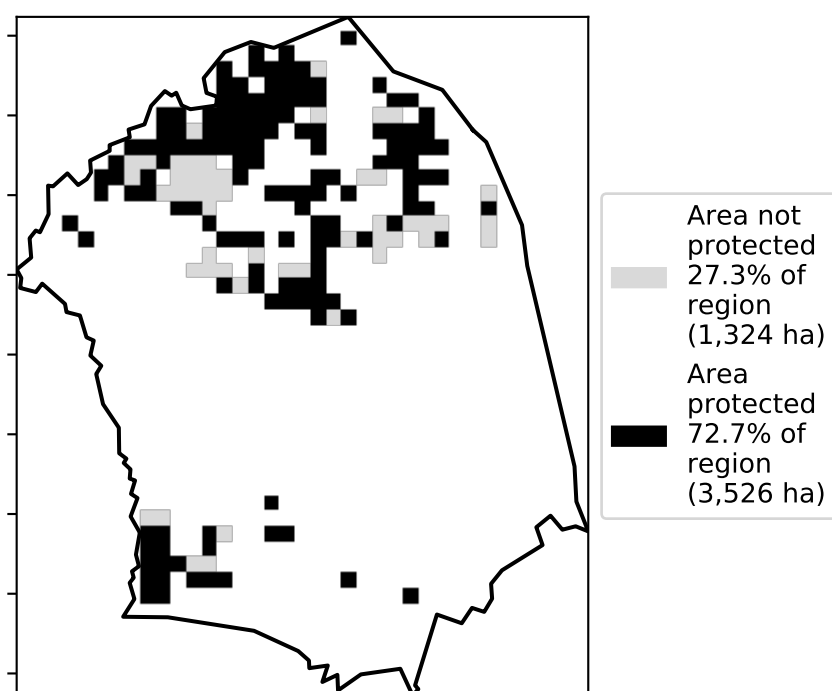 Area not
protected
27.3% of
region
(1,324 ha)
Area
protected
72.7% of
region
(3,526 ha)